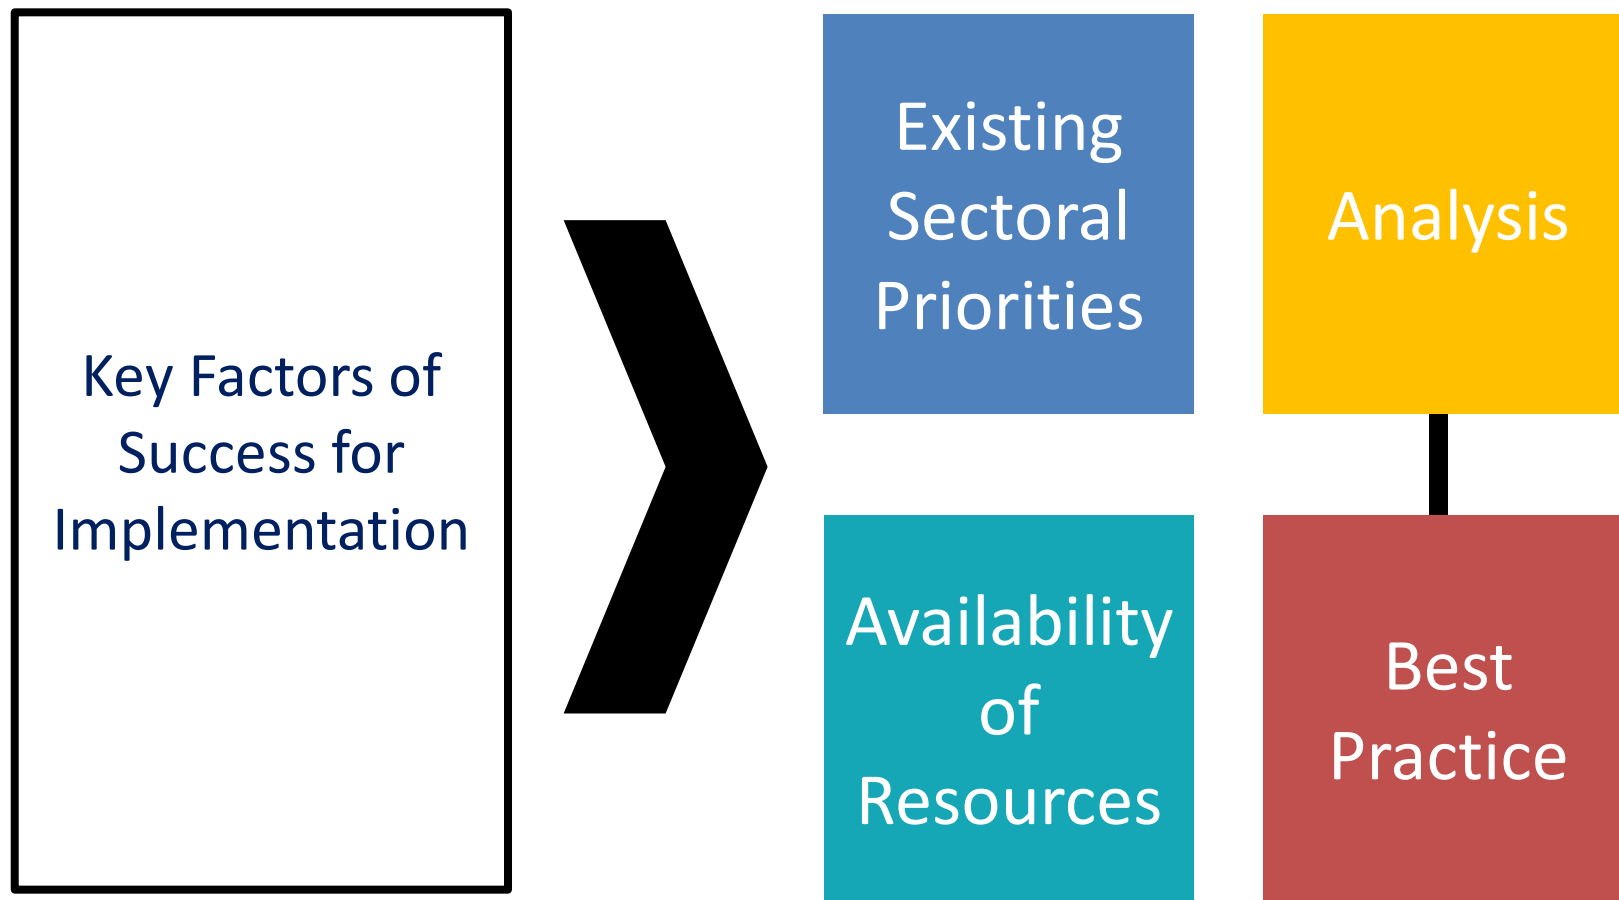 Key Factors of
Success for
Implementation
Existing
Sectoral
Priorities
Analysis
Availability
of
Resources
Best
Practice